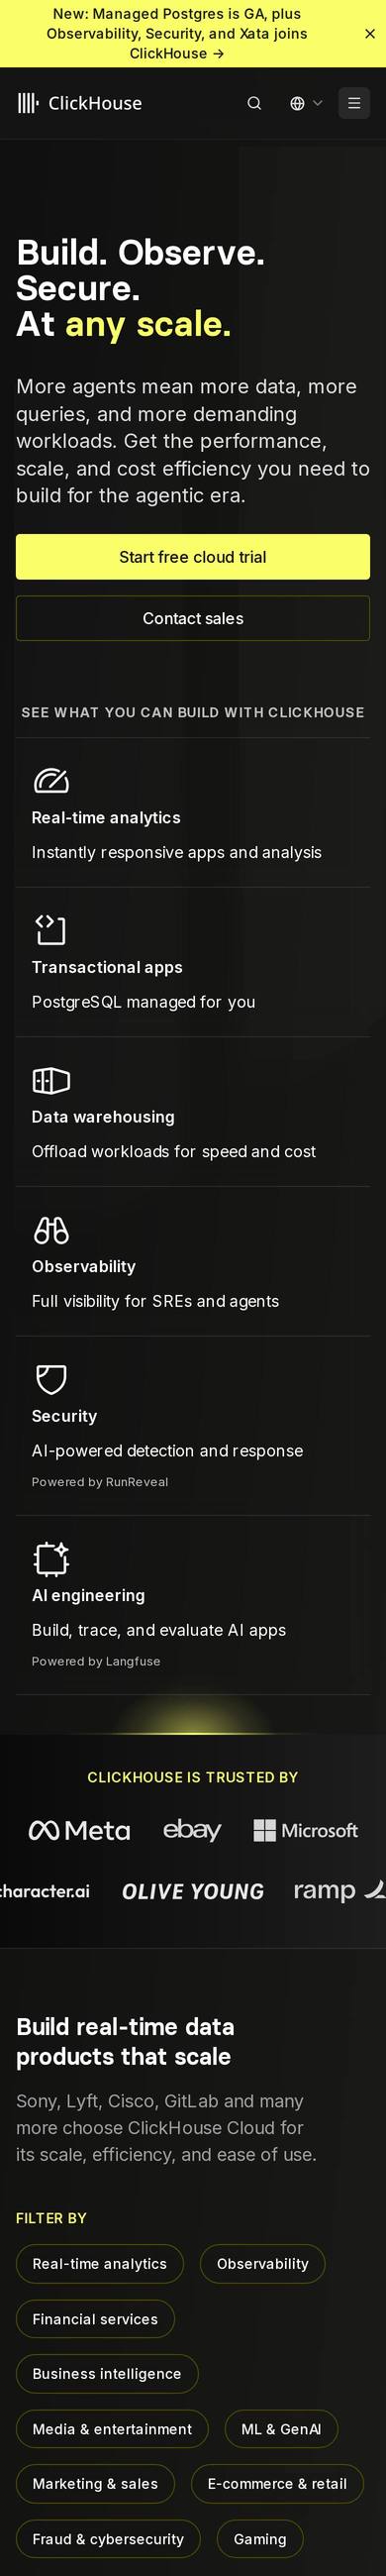 New: Managed Postgres is GA, plus
Observability, Security, and Xata joins
ClickHouse →
ClickHouse
Build. Observe.
Secure.
At any scale.
More agents mean more data, more
queries, and more demanding
workloads. Get the performance,
scale, and cost efficiency you need to
build for the agentic era.
Start free cloud trial
Contact sales
SEE WHAT YOU CAN BUILD WITH CLICKHOUSE
Real-time analytics
Instantly responsive apps and analysis
Transactional apps
PostgreSQL managed for you
Data warehousing
Offload workloads for speed and cost
Observability
Full visibility for SREs and agents
Security
AI-powered detection and response
Powered by RunReveal
AI engineering
Build, trace, and evaluate AI apps
Powered by Langfuse
CLICKHOUSE IS TRUSTED BY
Meta ebay Microsoft
character.ai OLIVE YOUNG ramp
Build real-time data
products that scale
Sony, Lyft, Cisco, GitLab and many
more choose ClickHouse Cloud for
its scale, efficiency, and ease of use.
FILTER BY
Real-time analytics Observability
Financial services
Business intelligence
Media & entertainment ML & GenAI
Marketing & sales E-commerce & retail
Fraud & cybersecurity Gaming